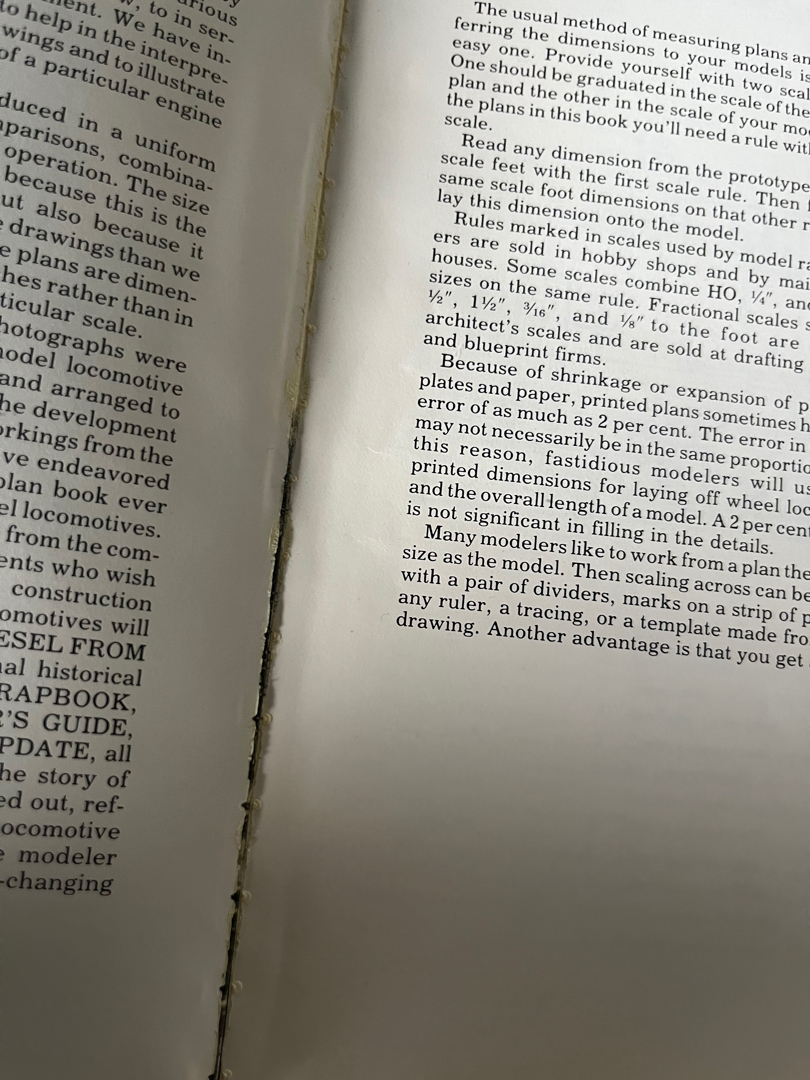 to in ser-
ment. We have in-
to help in the interpre-
wings and to illustrate
of a particular engine
duced in a uniform
parisons, combina-
operation. The size
because this is the
ut also because it
drawings than we
e plans are dimen-
hes rather than in
ticular scale.
hotographs were
model locomotive
and arranged to
he development
orkings from the
ve endeavored
plan book ever
el locomotives.
from the com-
ents who wish
construction
omotives will
ESEL FROM
al historical
RAPBOOK,
'S GUIDE,
PDATE, all
he story of
ed out, ref-
locomotive
e modeler
-changing
The usual method of measuring plans an
ferring the dimensions to your models is
easy one. Provide yourself with two scal
One should be graduated in the scale of the
plan and the other in the scale of your mo
the plans in this book you'll need a rule wit
scale.
Read any dimension from the prototype
scale feet with the first scale rule. Then f
same scale foot dimensions on that other r
lay this dimension onto the model.
Rules marked in scales used by model ra
ers are sold in hobby shops and by mai
houses. Some scales combine HO, ¼", and
sizes on the same rule. Fractional scales s
½", 1½", 3/16", and ⅛" to the foot are
architect's scales and are sold at drafting
and blueprint firms.
Because of shrinkage or expansion of p
plates and paper, printed plans sometimes h
error of as much as 2 per cent. The error in
may not necessarily be in the same proportio
this reason, fastidious modelers will us
printed dimensions for laying off wheel loc
and the overall length of a model. A 2 per cent
is not significant in filling in the details.
Many modelers like to work from a plan the
size as the model. Then scaling across can be
with a pair of dividers, marks on a strip of p
any ruler, a tracing, or a template made fro
drawing. Another advantage is that you get